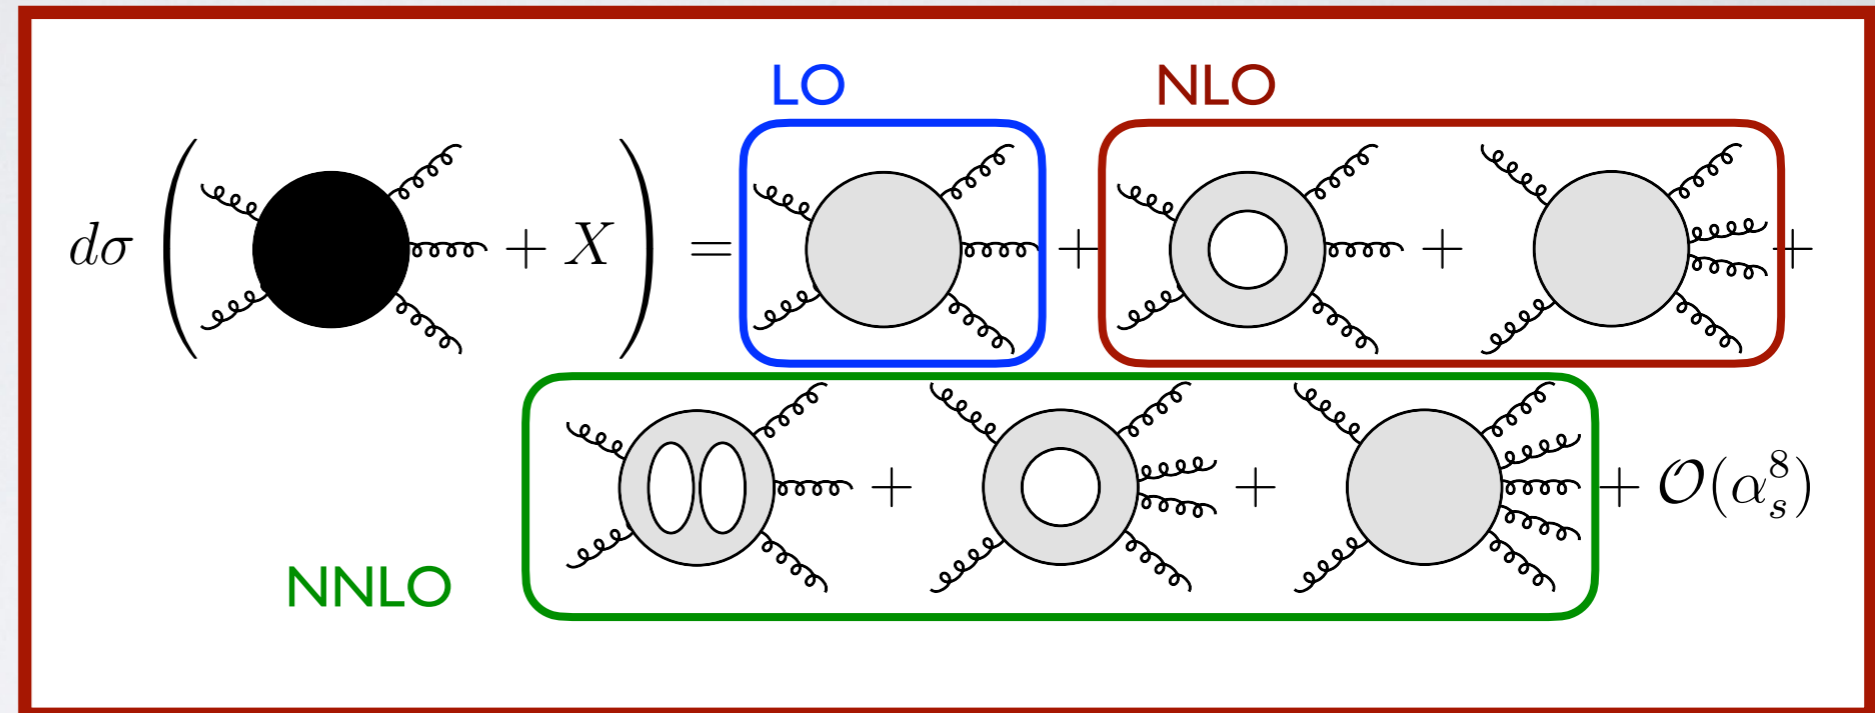 LO NLO
dσ ( + X ) = + + +
+ + + O(α_s^8)
NNLO